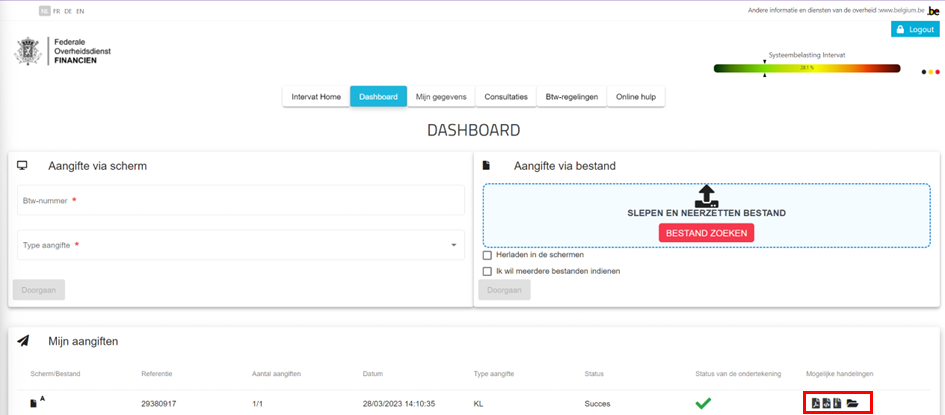 NL FR DE EN
Andere informatie en diensten van de overheid :www.belgium.be .be
Logout
Federale
Overheidsdienst
FINANCIEN
Systeembelasting Intervat
Intervat Home Dashboard Mijn gegevens Consultaties Btw-regelingen Online hulp
DASHBOARD
Aangifte via scherm
Btw-nummer *
Type aangifte *
Doorgaan
Aangifte via bestand
SLEPEN EN NEERZETTEN BESTAND
BESTAND ZOEKEN
Herladen in de schermen
Ik wil meerdere bestanden indienen
Doorgaan
Mijn aangiften
Scherm/Bestand Referentie Aantal aangiften Datum Type aangifte Status Status van de ondertekening Mogelijke handelingen
A 29380917 1/1 28/03/2023 14:10:35 KL Succes